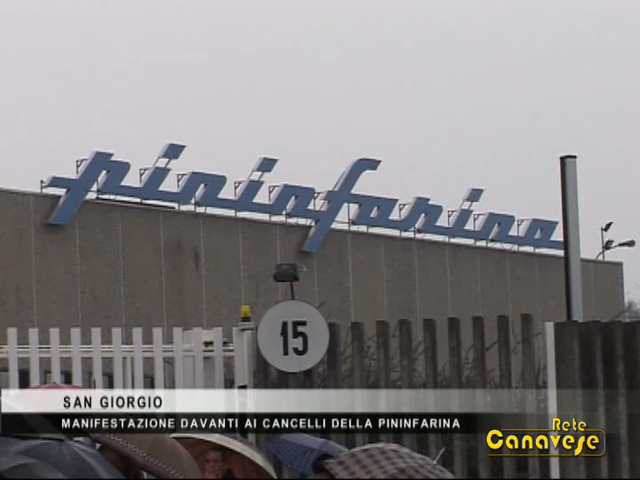 pininfarina
15
SAN GIORGIO
MANIFESTAZIONE DAVANTI AI CANCELLI DELLA PININFARINA
Rete
Canavese